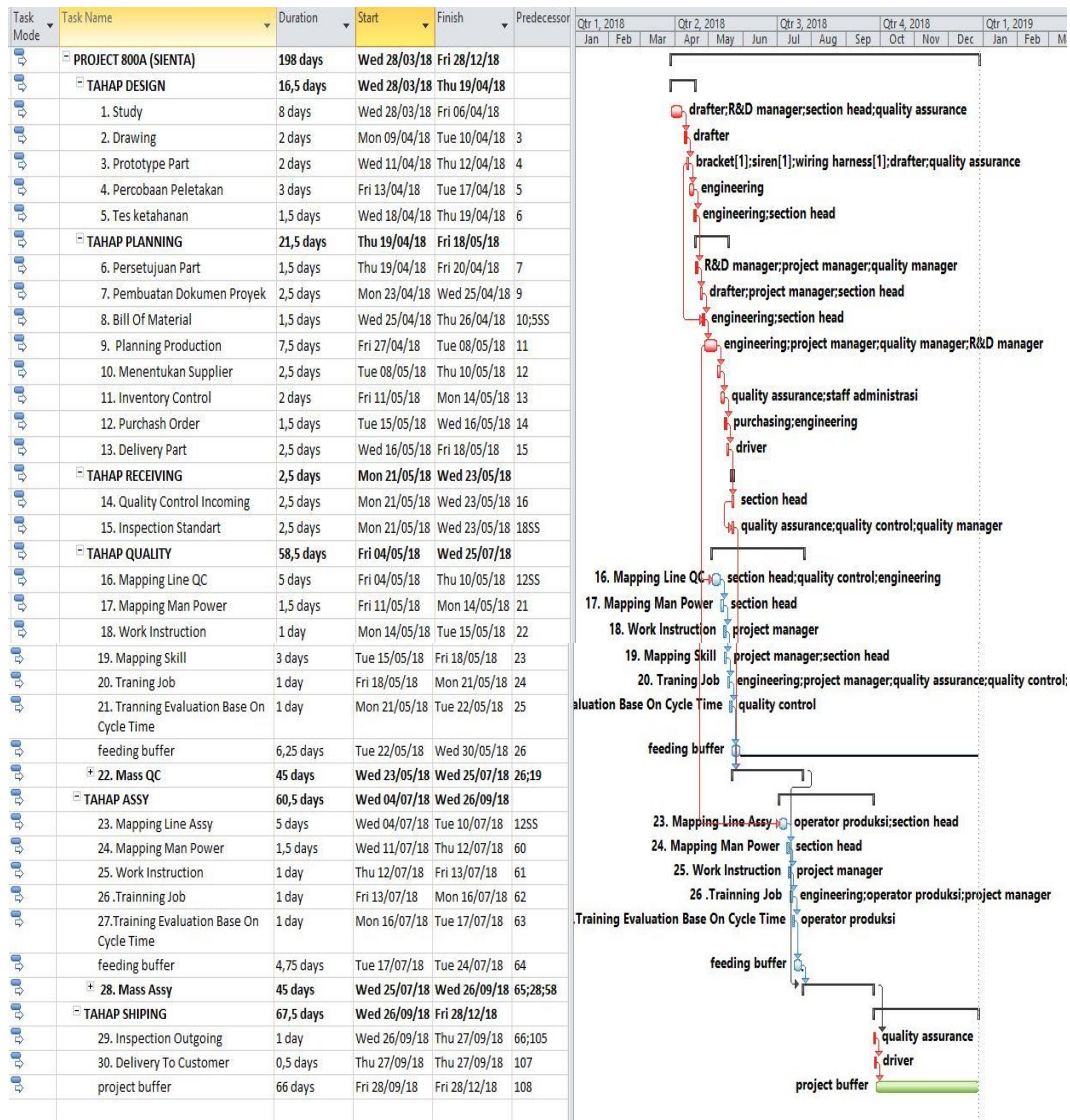 Task Mode Task Name Duration Start Finish Predecessor Qtr 1, 2018 Qtr 2, 2018 Qtr 3, 2018 Qtr 4, 2018 Qtr 1, 2019
Jan Feb Mar Apr May Jun Jul Aug Sep Oct Nov Dec Jan Feb M
PROJECT 800A (SIENTA) 198 days Wed 28/03/18 Fri 28/12/18
TAHAP DESIGN 16,5 days Wed 28/03/18 Thu 19/04/18
1. Study 8 days Wed 28/03/18 Fri 06/04/18 drafter;R&D manager;section head;quality assurance
2. Drawing 2 days Mon 09/04/18 Tue 10/04/18 3 drafter
3. Prototype Part 2 days Wed 11/04/18 Thu 12/04/18 4 bracket[1];siren[1];wiring harness[1];drafter;quality assurance
4. Percobaan Peletakan 3 days Fri 13/04/18 Tue 17/04/18 5 engineering
5. Tes ketahanan 1,5 days Wed 18/04/18 Thu 19/04/18 6 engineering;section head
TAHAP PLANNING 21,5 days Thu 19/04/18 Fri 18/05/18
6. Persetujuan Part 1,5 days Thu 19/04/18 Fri 20/04/18 7 R&D manager;project manager;quality manager
7. Pembuatan Dokumen Proyek 2,5 days Mon 23/04/18 Wed 25/04/18 9 drafter;project manager;section head
8. Bill Of Material 1,5 days Wed 25/04/18 Thu 26/04/18 10;5SS engineering;section head
9. Planning Production 7,5 days Fri 27/04/18 Tue 08/05/18 11 engineering;project manager;quality manager;R&D manager
10. Menentukan Supplier 2,5 days Tue 08/05/18 Thu 10/05/18 12
11. Inventory Control 2 days Fri 11/05/18 Mon 14/05/18 13 quality assurance;staff administrasi
12. Purchash Order 1,5 days Tue 15/05/18 Wed 16/05/18 14 purchasing;engineering
13. Delivery Part 2,5 days Wed 16/05/18 Fri 18/05/18 15 driver
TAHAP RECEIVING 2,5 days Mon 21/05/18 Wed 23/05/18
14. Quality Control Incoming 2,5 days Mon 21/05/18 Wed 23/05/18 16 section head
15. Inspection Standart 2,5 days Mon 21/05/18 Wed 23/05/18 18SS quality assurance;quality control;quality manager
TAHAP QUALITY 58,5 days Fri 04/05/18 Wed 25/07/18
16. Mapping Line QC 5 days Fri 04/05/18 Thu 10/05/18 12SS 16. Mapping Line QC section head;quality control;engineering
17. Mapping Man Power 1,5 days Fri 11/05/18 Mon 14/05/18 21 17. Mapping Man Power section head
18. Work Instruction 1 day Mon 14/05/18 Tue 15/05/18 22 18. Work Instruction project manager
19. Mapping Skill 3 days Tue 15/05/18 Fri 18/05/18 23 19. Mapping Skill project manager;section head
20. Traning Job 1 day Fri 18/05/18 Mon 21/05/18 24 20. Traning Job engineering;project manager;quality assurance;quality control;
21. Tranning Evaluation Base On Cycle Time 1 day Mon 21/05/18 Tue 22/05/18 25 aluation Base On Cycle Time quality control
feeding buffer 6,25 days Tue 22/05/18 Wed 30/05/18 26 feeding buffer
22. Mass QC 45 days Wed 23/05/18 Wed 25/07/18 26;19
TAHAP ASSY 60,5 days Wed 04/07/18 Wed 26/09/18
23. Mapping Line Assy 5 days Wed 04/07/18 Tue 10/07/18 12SS 23. Mapping Line Assy operator produksi;section head
24. Mapping Man Power 1,5 days Wed 11/07/18 Thu 12/07/18 60 24. Mapping Man Power section head
25. Work Instruction 1 day Thu 12/07/18 Fri 13/07/18 61 25. Work Instruction project manager
26 .Trainning Job 1 day Fri 13/07/18 Mon 16/07/18 62 26 .Trainning Job engineering;operator produksi;project manager
27.Training Evaluation Base On Cycle Time 1 day Mon 16/07/18 Tue 17/07/18 63 .Training Evaluation Base On Cycle Time operator produksi
feeding buffer 4,75 days Tue 17/07/18 Tue 24/07/18 64 feeding buffer
28. Mass Assy 45 days Wed 25/07/18 Wed 26/09/18 65;28;58
TAHAP SHIPING 67,5 days Wed 26/09/18 Fri 28/12/18
29. Inspection Outgoing 1 day Wed 26/09/18 Thu 27/09/18 66;105 quality assurance
30. Delivery To Customer 0,5 days Thu 27/09/18 Thu 27/09/18 107 driver
project buffer 66 days Fri 28/09/18 Fri 28/12/18 108 project buffer